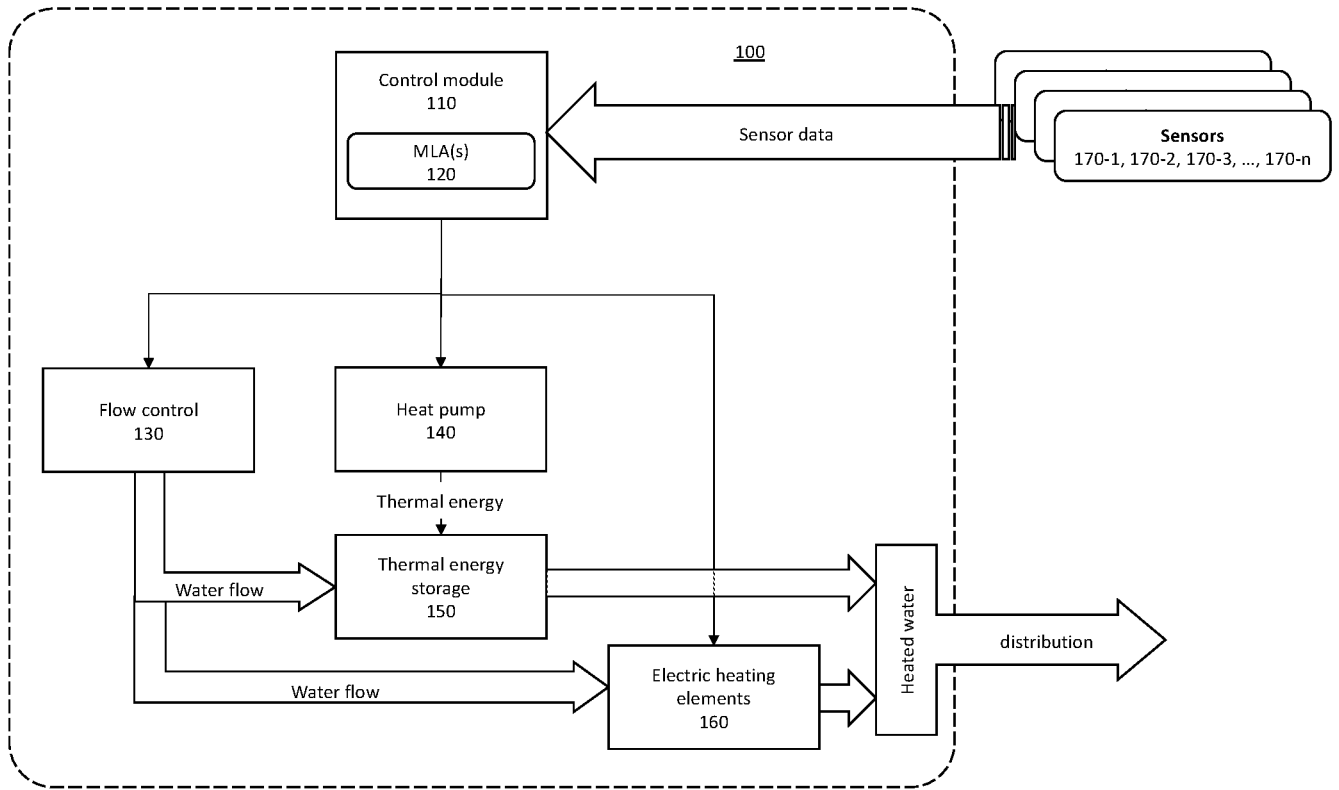 100
Control module
110
MLA(s)
120
Sensor data
Sensors
170-1, 170-2, 170-3, ..., 170-n
Flow control
130
Heat pump
140
Thermal energy
Thermal energy
storage
150
Water flow
Water flow
Electric heating
elements
160
Heated water
distribution